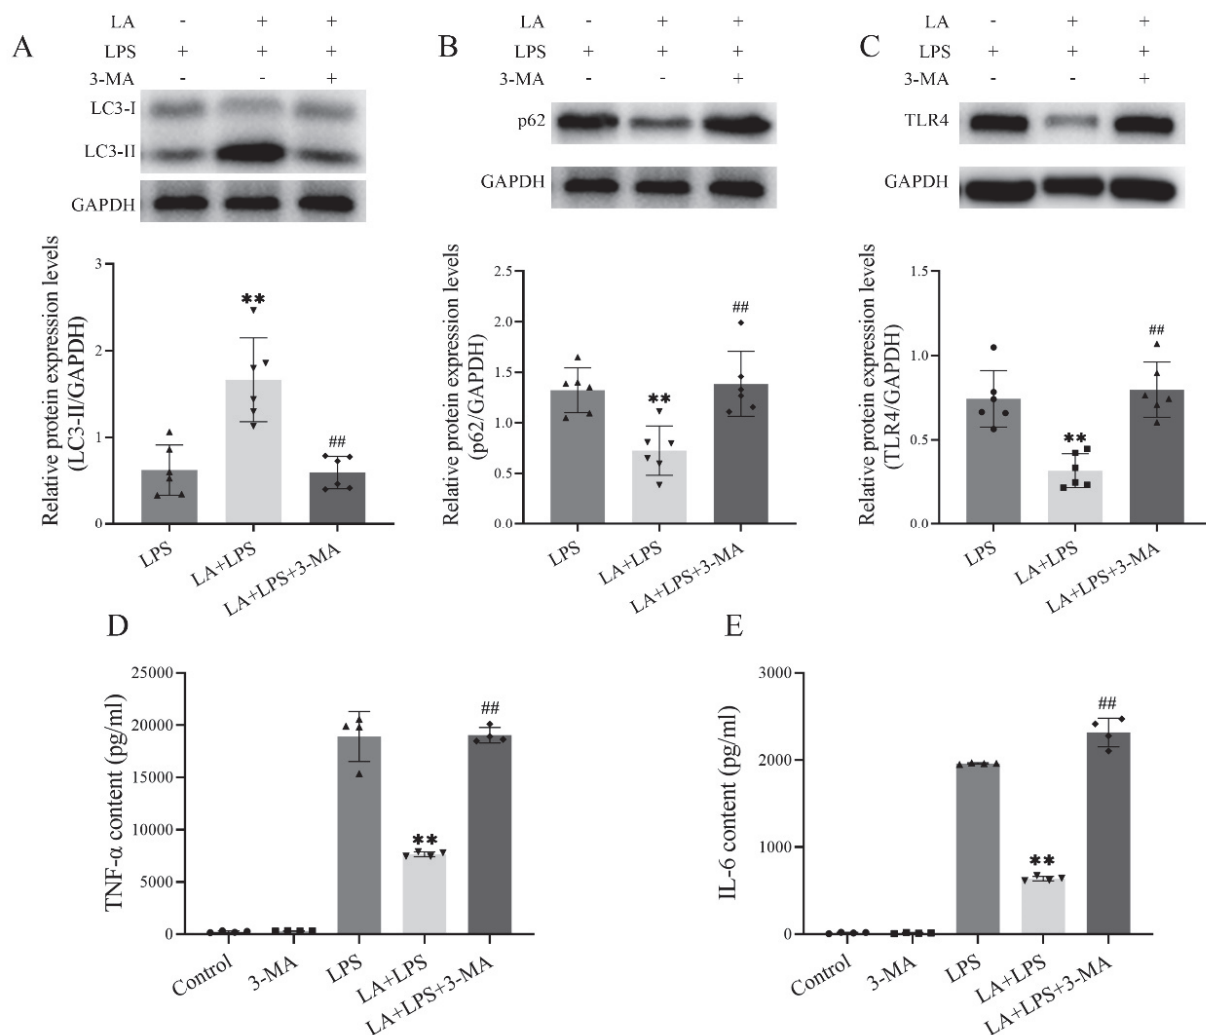 A
LA - + +
LPS + + +
3-MA - - +
LC3-I
LC3-II
GAPDH
Relative protein expression levels
(LC3-II/GAPDH)
3
2
1
0
**
##
LPS
LA+LPS
LA+LPS+3-MA
B
LA - + +
LPS + + +
3-MA - - +
p62
GAPDH
Relative protein expression levels
(p62/GAPDH)
2.5
2.0
1.5
1.0
0.5
0.0
**
##
LPS
LA+LPS
LA+LPS+3-MA
C
LA - + +
LPS + + +
3-MA - - +
TLR4
GAPDH
Relative protein expression levels
(TLR4/GAPDH)
1.5
1.0
0.5
0.0
**
##
LPS
LA+LPS
LA+LPS+3-MA
D
TNF-α content (pg/ml)
25000
20000
15000
10000
5000
0
**
##
Control
3-MA
LPS
LA+LPS
LA+LPS+3-MA
E
IL-6 content (pg/ml)
3000
2000
1000
0
**
##
Control
3-MA
LPS
LA+LPS
LA+LPS+3-MA